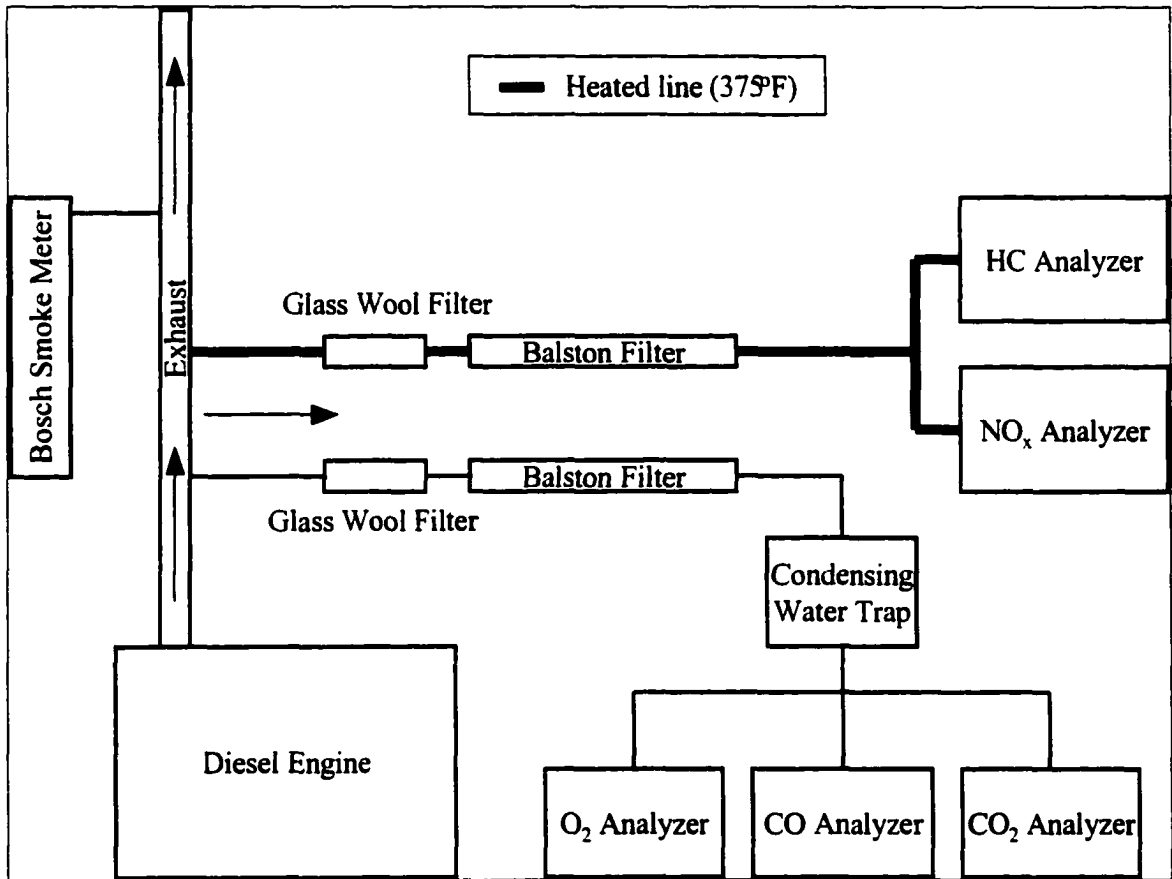 Heated line (375ºF)
Bosch Smoke Meter
Exhaust
HC Analyzer
Glass Wool Filter
Balston Filter
NOₓ Analyzer
Balston Filter
Glass Wool Filter
Condensing
Water Trap
Diesel Engine
O₂ Analyzer
CO Analyzer
CO₂ Analyzer